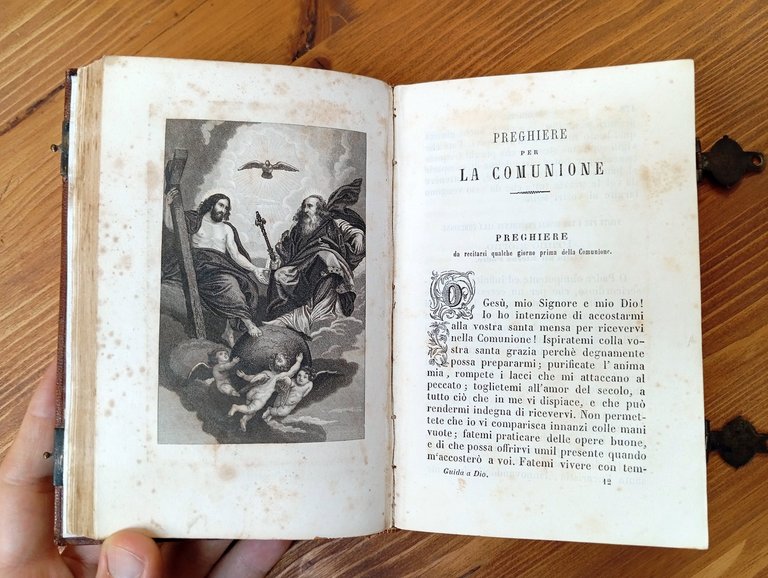 PREGHIERE
PER
LA COMUNIONE
PREGHIERE
da recitarsi qualche giorno prima della Comunione.
O Gesù, mio Signore e mio Dio!
Io ho intenzione di accostarmi
alla vostra santa mensa per ricevervi
nella Comunione! Ispiratemi colla vo-
stra santa grazia perchè degnamente
possa prepararmi; purificate l'anima
mia, rompete i lacci che mi attaccano al
peccato; toglietemi all'amor del secolo, a
tutto ciò che in me vi dispiace, e che può
rendermi indegna di ricevervi. Non permet-
tete che io vi comparisca innanzi colle mani
vuote; fatemi praticare delle opere buone,
e di che possa offrirvi umil presente quando
m'accosterò a voi. Fatemi vivere con tem-
Guida a Dio.
12